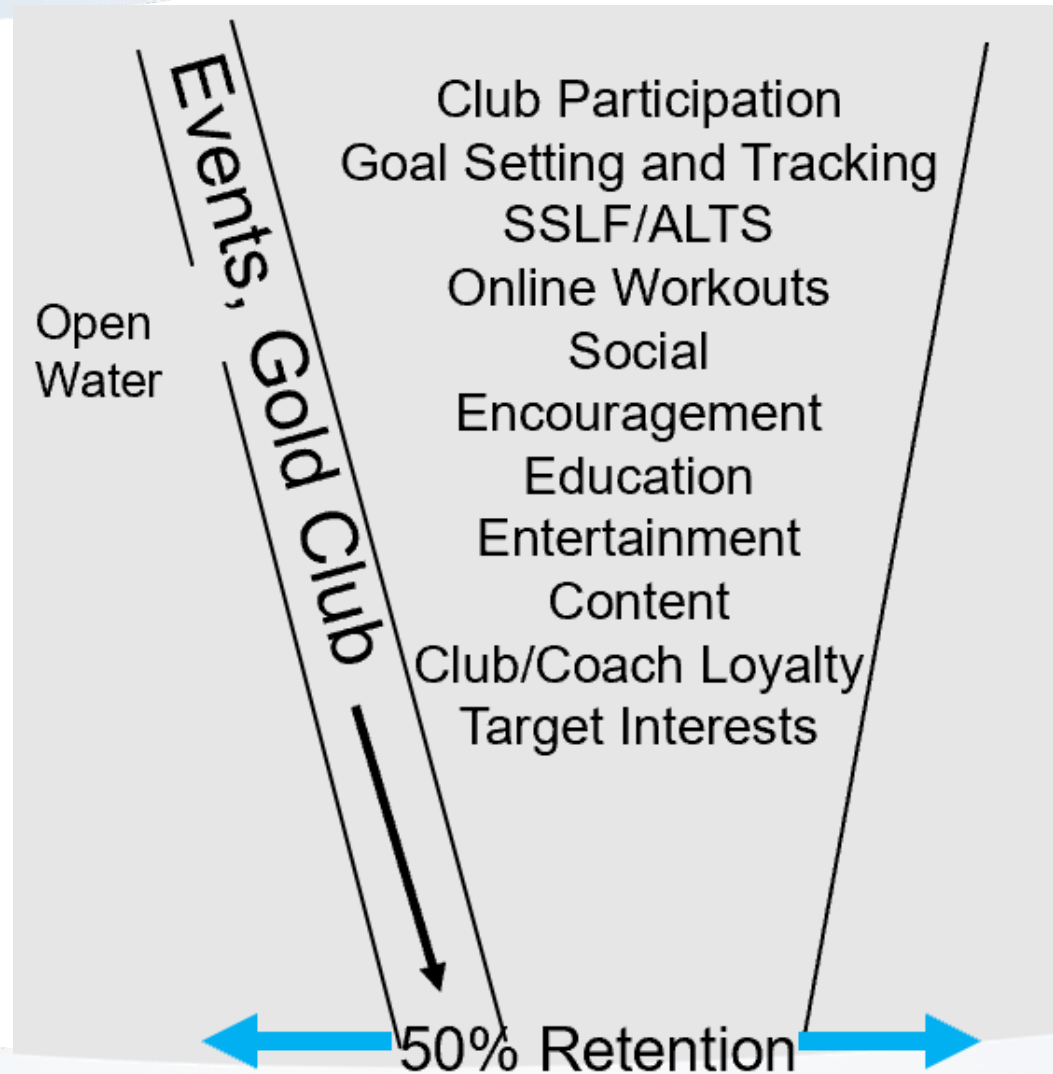 Events, Gold Club
Club Participation
Goal Setting and Tracking
SSLF/ALTS
Online Workouts
Social
Encouragement
Education
Entertainment
Content
Club/Coach Loyalty
Target Interests
Open
Water
50% Retention